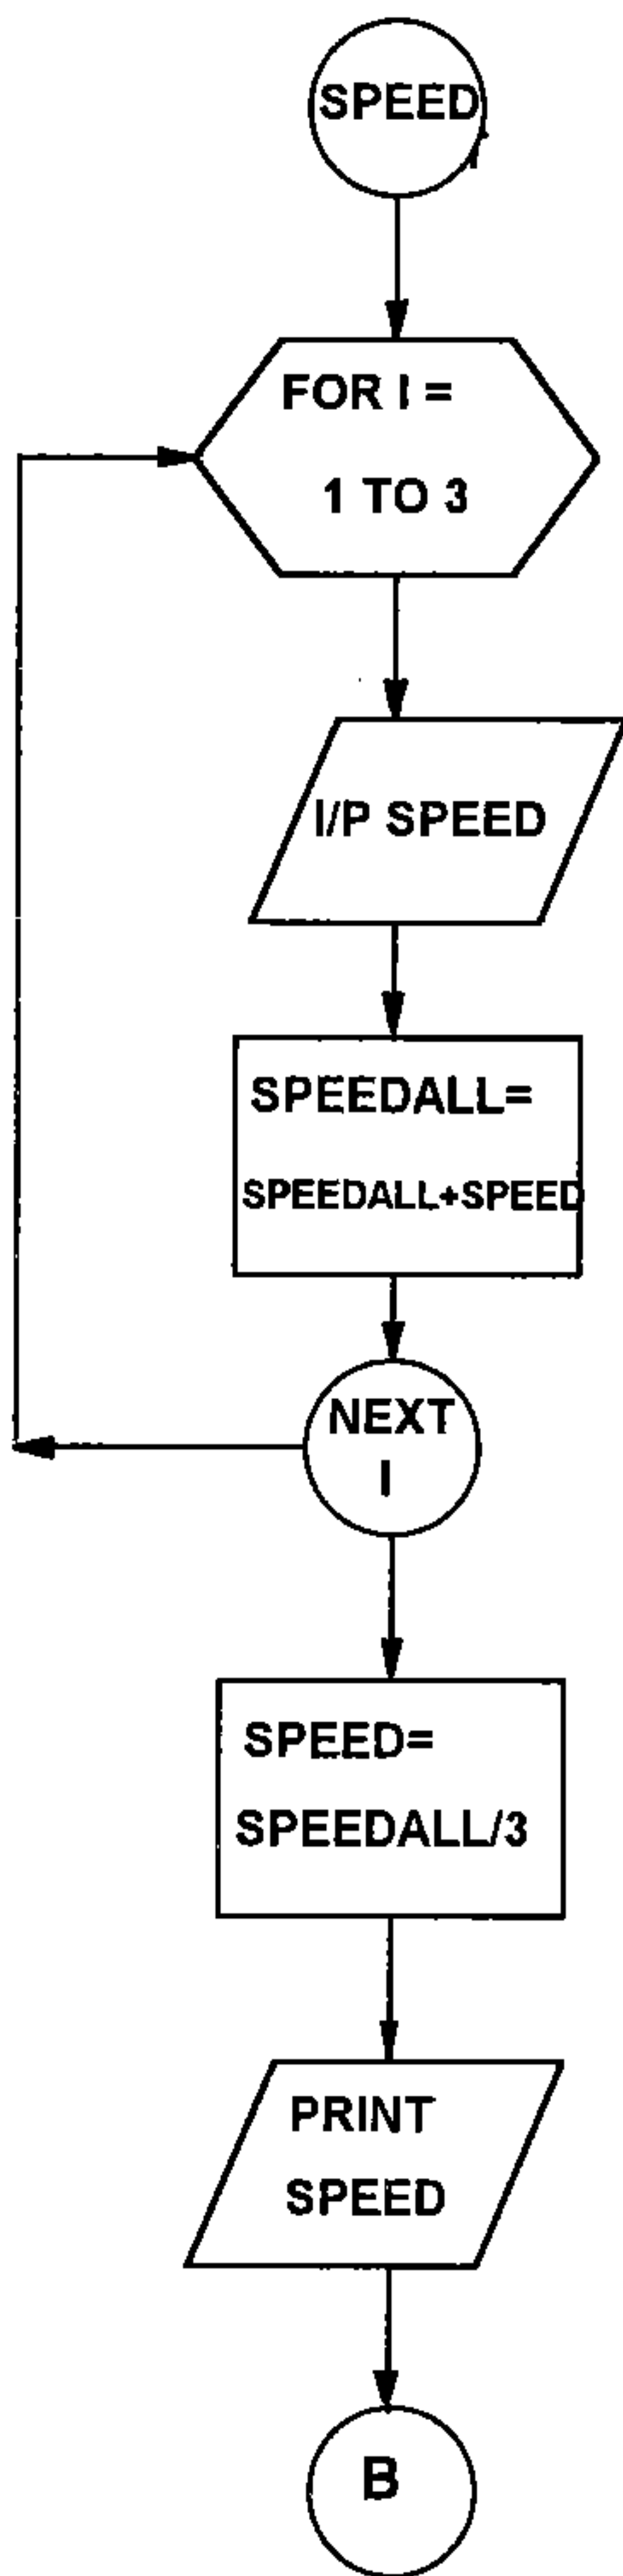 SPEED
FOR I =
1 TO 3
I/P SPEED
SPEEDALL=
SPEEDALL+SPEED
NEXT
I
SPEED=
SPEEDALL/3
PRINT
SPEED
B